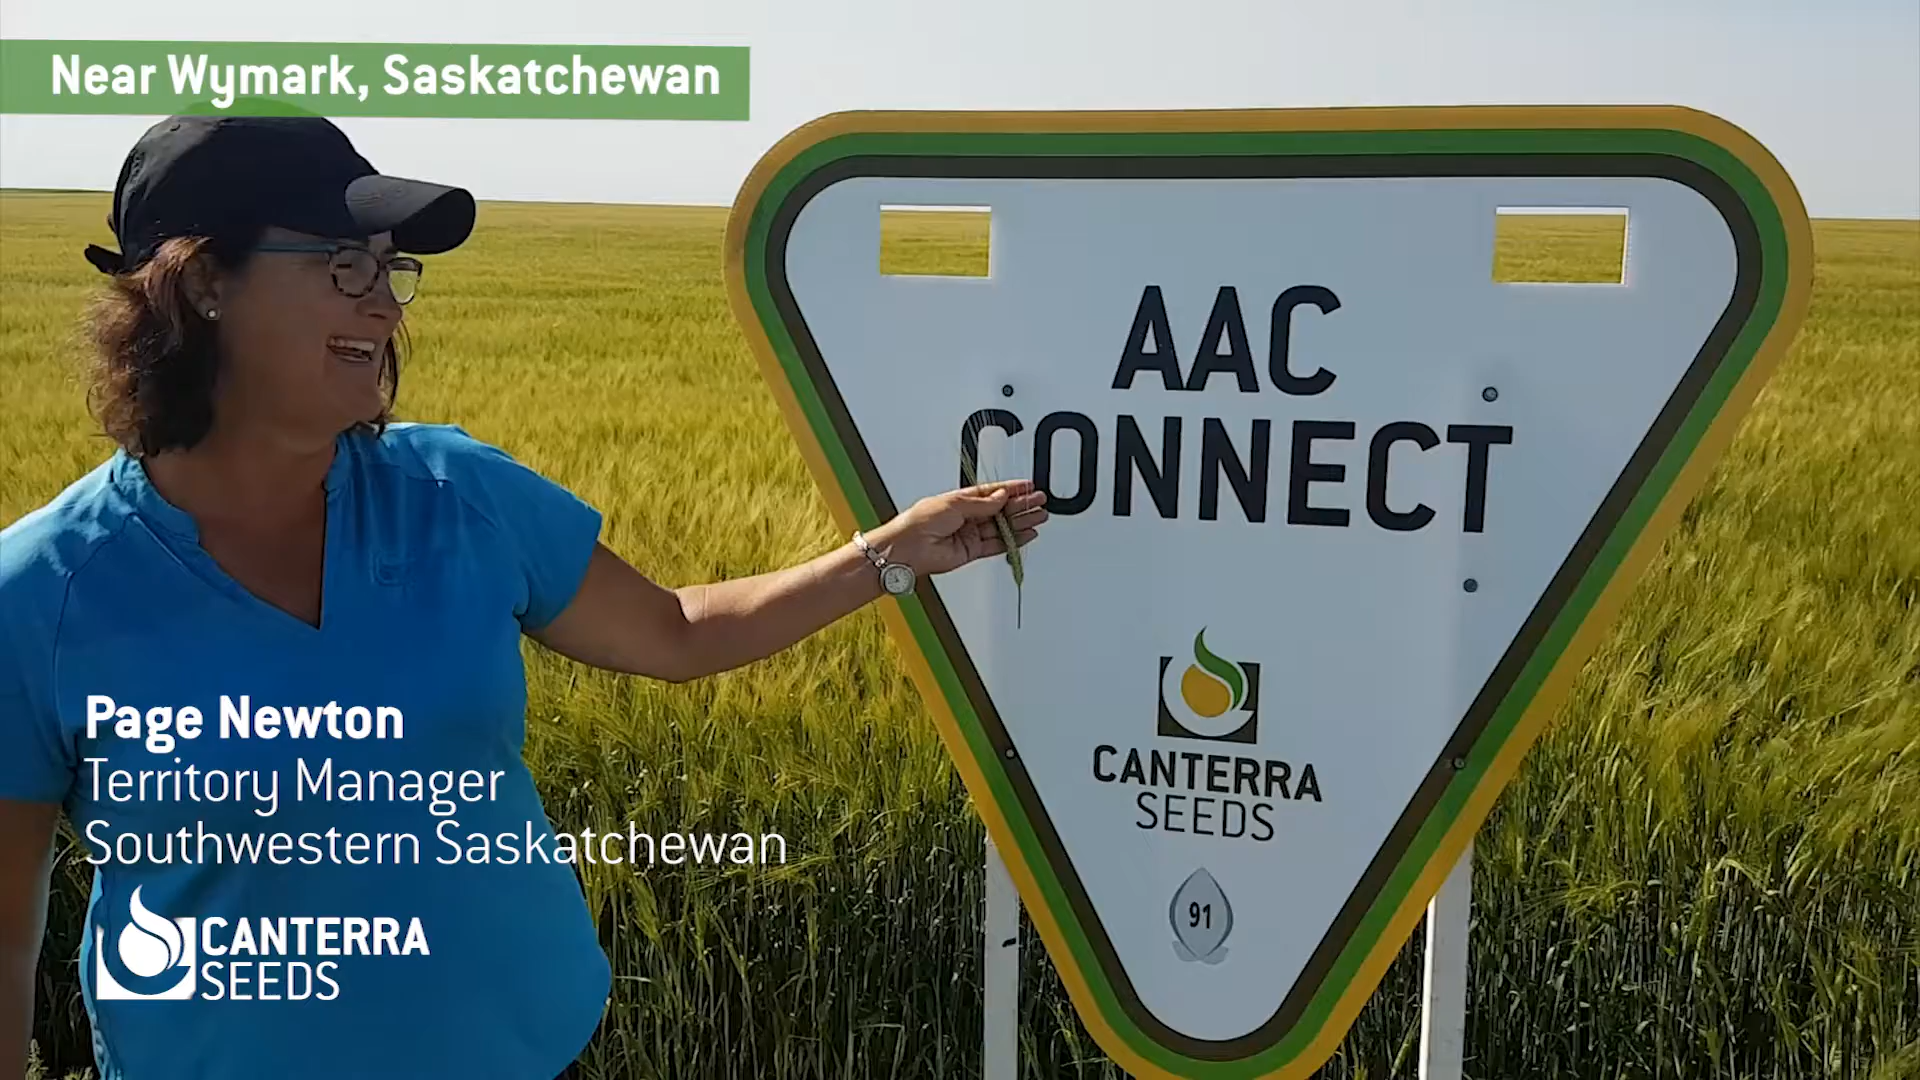 Near Wymark, Saskatchewan
AAC
CONNECT
CANTERRA
SEEDS
91
Page Newton
Territory Manager
Southwestern Saskatchewan
CANTERRA
SEEDS